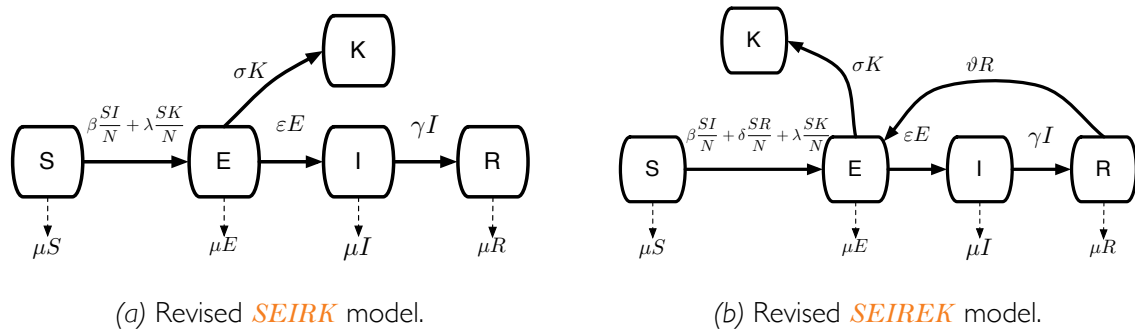 K
σK
β SI/N + λ SK/N
εE
γI
S
E
I
R
μS
μE
μI
μR
(a) Revised SEIRK model.
K
σK
ϑR
β SI/N + δ SR/N + λ SK/N
εE
γI
S
E
I
R
μS
μE
μI
μR
(b) Revised SEIREK model.